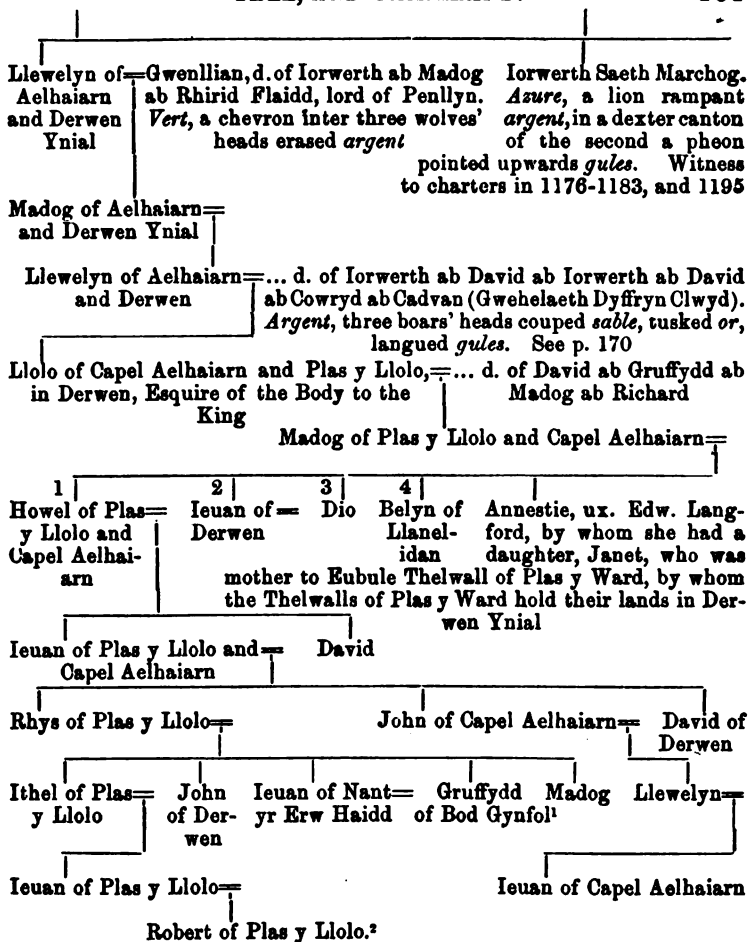 Llewelyn of=Gwenllian, d. of Iorwerth ab Madog
Aelhaiarn ab Rhirid Flaidd, lord of Penllyn.
and Derwen Vert, a chevron inter three wolves'
Ynial heads erased argent
Iorwerth Saeth Marchog.
Azure, a lion rampant
argent, in a dexter canton
of the second a pheon
pointed upwards gules. Witness
to charters in 1176-1183, and 1195
Madog of Aelhaiarn=
and Derwen Ynial
Llewelyn of Aelhaiarn=... d. of Iorwerth ab David ab Iorwerth ab David
and Derwen ab Cowryd ab Cadvan (Gwehelaeth Dyffryn Clwyd).
Argent, three boars' heads couped sable, tusked or,
langued gules. See p. 170
Llolo of Capel Aelhaiarn and Plas y Llolo,=... d. of David ab Gruffydd ab
in Derwen, Esquire of the Body to the Madog ab Richard
King
Madog of Plas y Llolo and Capel Aelhaiarn=
1 2 3 4
Howel of Plas= Ieuan of= Dio Belyn of Annestie, ux. Edw. Lang-
y Llolo and Derwen Llanel- ford, by whom she had a
Capel Aelhai- idan daughter, Janet, who was
arn mother to Eubule Thelwall of Plas y Ward, by whom
the Thelwalls of Plas y Ward hold their lands in Der-
wen Ynial
Ieuan of Plas y Llolo and= David
Capel Aelhaiarn
Rhys of Plas y Llolo= John of Capel Aelhaiarn= David of
Derwen
Ithel of Plas= John Ieuan of Nant= Gruffydd Madog Llewelyn=
y Llolo of Der- yr Erw Haidd of Bod Gynfol¹
wen
Ieuan of Plas y Llolo= Ieuan of Capel Aelhaiarn
Robert of Plas y Llolo.²